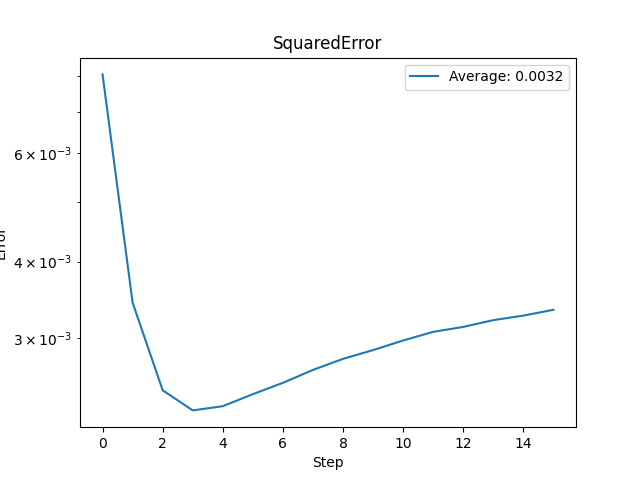 SquaredError
Average: 0.0032
6 × 10⁻³
4 × 10⁻³
3 × 10⁻³
Error
0 2 4 6 8 10 12 14
Step